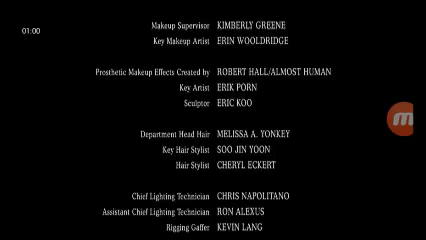 01:00
Makeup Supervisor KIMBERLY GREENE
Key Makeup Artist ERIN WOOLDRIDGE
Prosthetic Makeup Effects Created by ROBERT HALL/ALMOST HUMAN
Key Artist ERIK PORN
Sculptor ERIC KOO
Department Head Hair MELISSA A. YONKEY
Key Hair Stylist SOO JIN YOON
Hair Stylist CHERYL ECKERT
Chief Lighting Technician CHRIS NAPOLITANO
Assistant Chief Lighting Technician RON ALEXUS
Rigging Gaffer KEVIN LANG